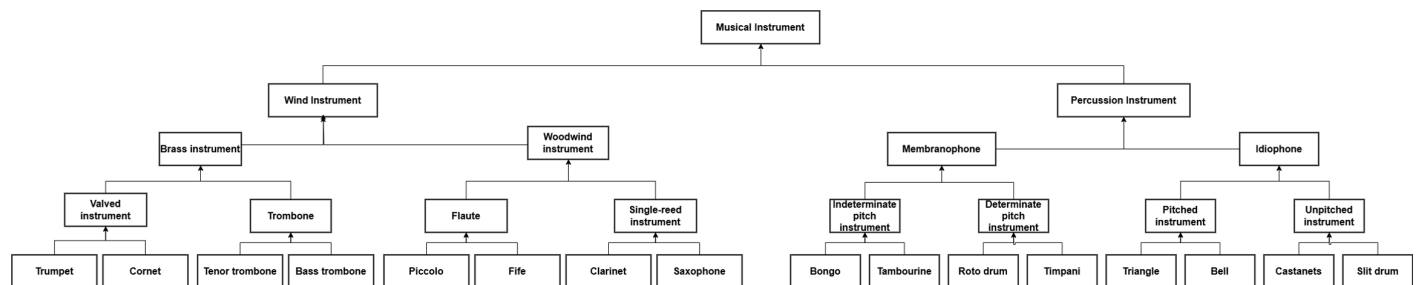 Musical Instrument
Wind Instrument
Percussion Instrument
Brass instrument
Woodwind
instrument
Membranophone
Idiophone
Valved
instrument
Trombone
Flaute
Single-reed
instrument
Indeterminate
pitch
instrument
Determinate
pitch
instrument
Pitched
instrument
Unpitched
instrument
Trumpet
Cornet
Tenor trombone
Bass trombone
Piccolo
Fife
Clarinet
Saxophone
Bongo
Tambourine
Roto drum
Timpani
Triangle
Bell
Castanets
Slit drum